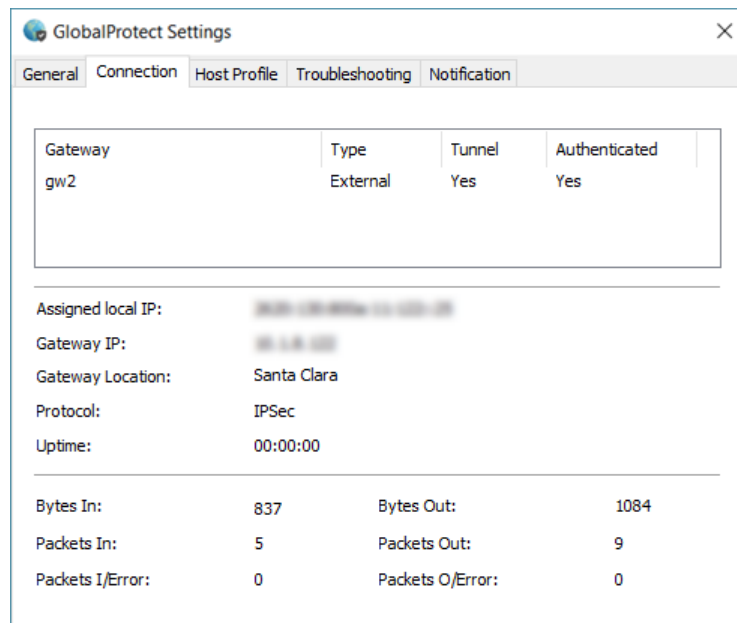 GlobalProtect Settings
General Connection Host Profile Troubleshooting Notification
Gateway Type Tunnel Authenticated
gw2 External Yes Yes
Assigned local IP:
Gateway IP:
Gateway Location: Santa Clara
Protocol: IPSec
Uptime: 00:00:00
Bytes In: 837 Bytes Out: 1084
Packets In: 5 Packets Out: 9
Packets I/Error: 0 Packets O/Error: 0